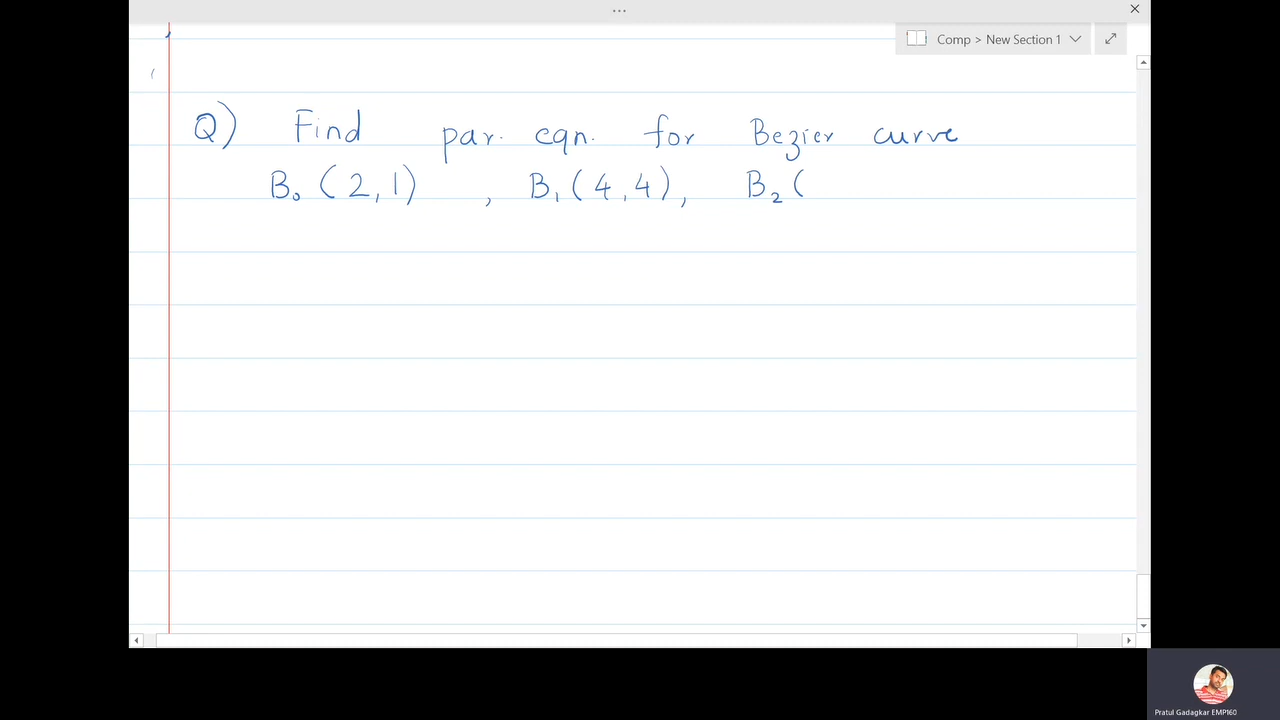 Comp > New Section 1
Q) Find par. eqn. for Bezier curve
B₀ (2,1) , B₁ (4,4), B₂ (
Pratul Gadagkar EMP160